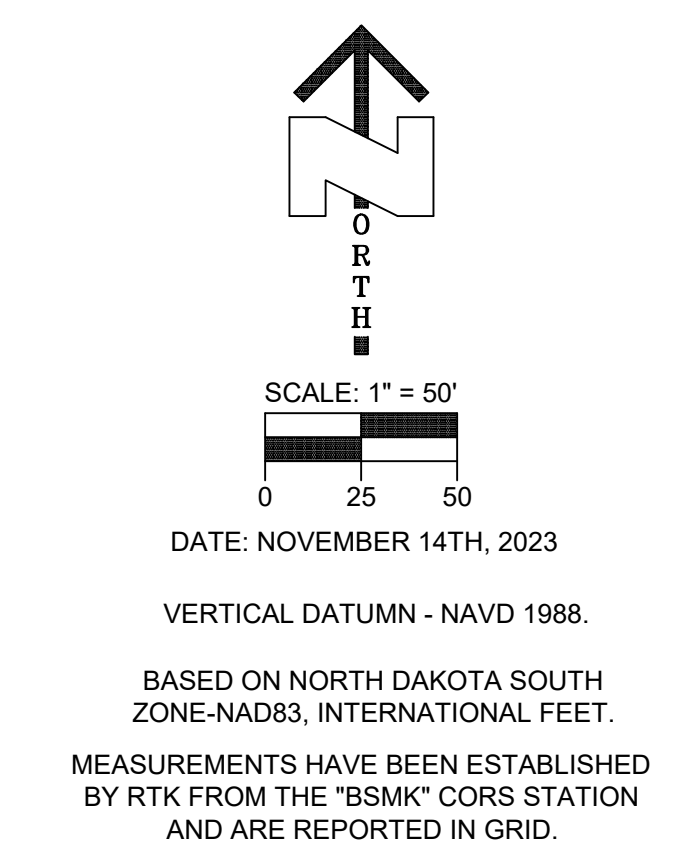 N
O
R
T
H
SCALE: 1" = 50'
0 25 50
DATE: NOVEMBER 14TH, 2023
VERTICAL DATUMN - NAVD 1988.
BASED ON NORTH DAKOTA SOUTH
ZONE-NAD83, INTERNATIONAL FEET.
MEASUREMENTS HAVE BEEN ESTABLISHED
BY RTK FROM THE "BSMK" CORS STATION
AND ARE REPORTED IN GRID.